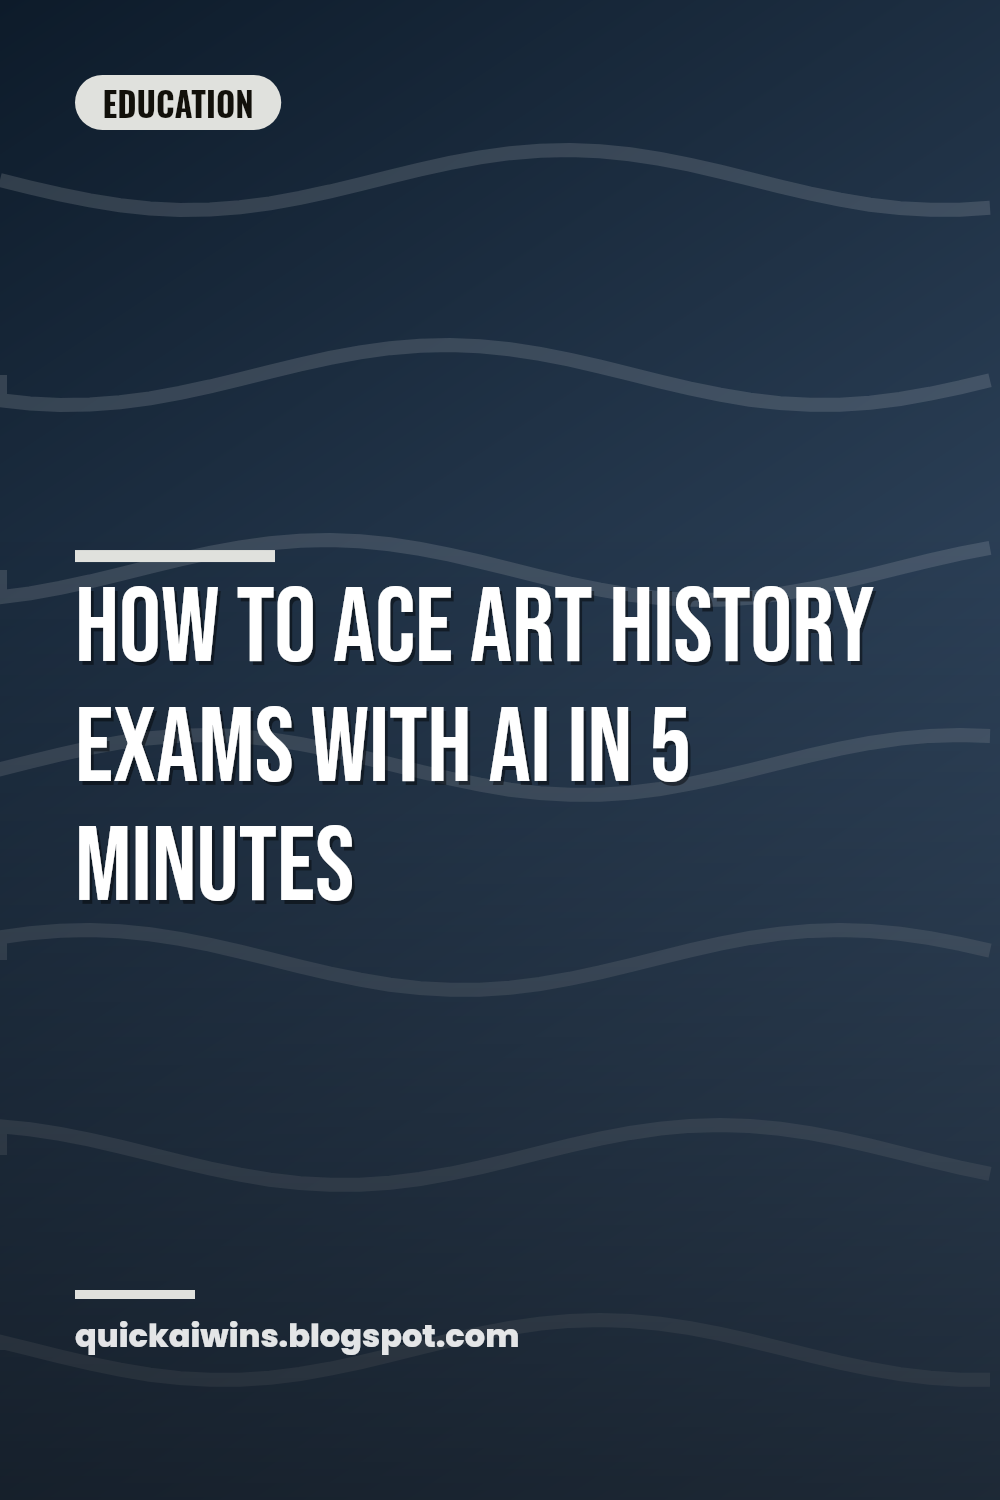 EDUCATION
HOW TO ACE ART HISTORY
EXAMS WITH AI IN 5
MINUTES
quickaiwins.blogspot.com